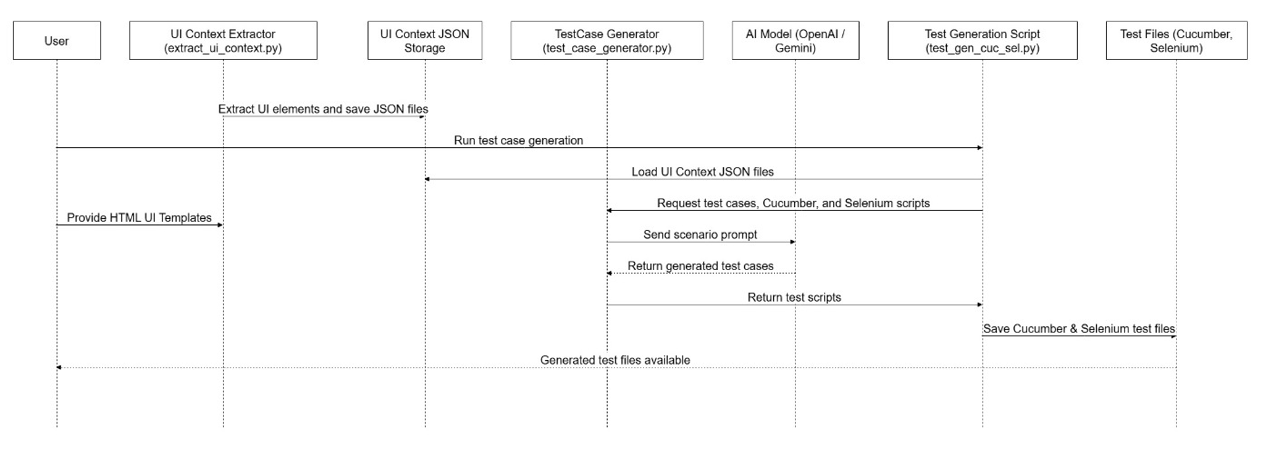 User
UI Context Extractor
(extract_ui_context.py)
UI Context JSON
Storage
TestCase Generator
(test_case_generator.py)
AI Model (OpenAI /
Gemini)
Test Generation Script
(test_gen_cuc_sel.py)
Test Files (Cucumber,
Selenium)
Extract UI elements and save JSON files
Run test case generation
Load UI Context JSON files
Request test cases, Cucumber, and Selenium scripts
Provide HTML UI Templates
Send scenario prompt
Return generated test cases
Return test scripts
Save Cucumber & Selenium test files
Generated test files available